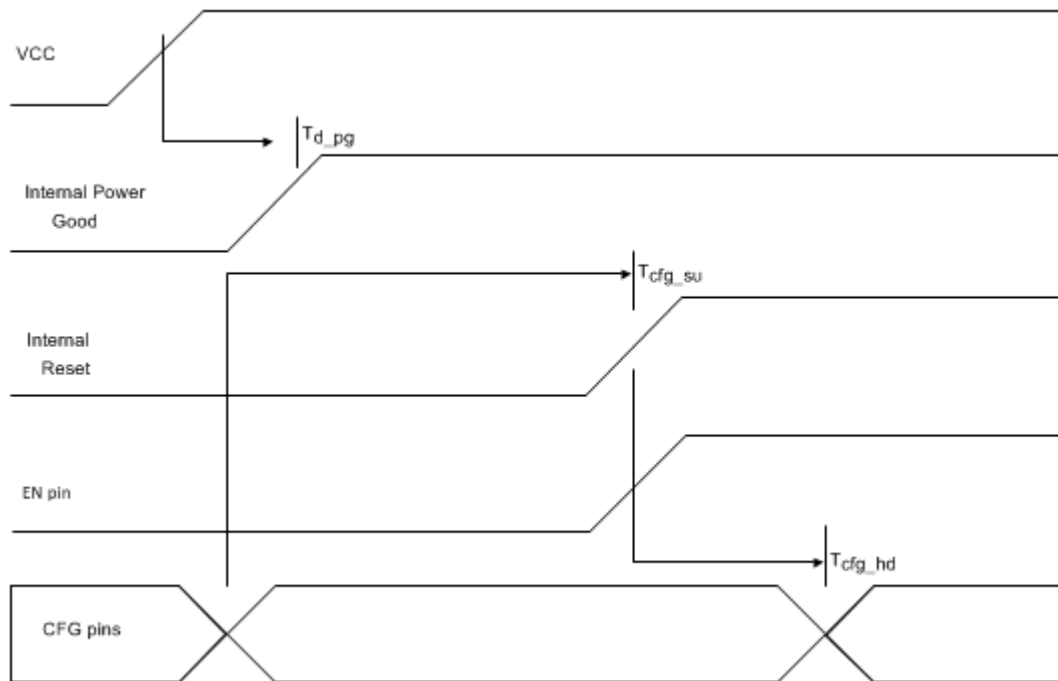 VCC
Td_pg
Internal Power
Good
Tcfg_su
Internal
Reset
EN pin
Tcfg_hd
CFG pins